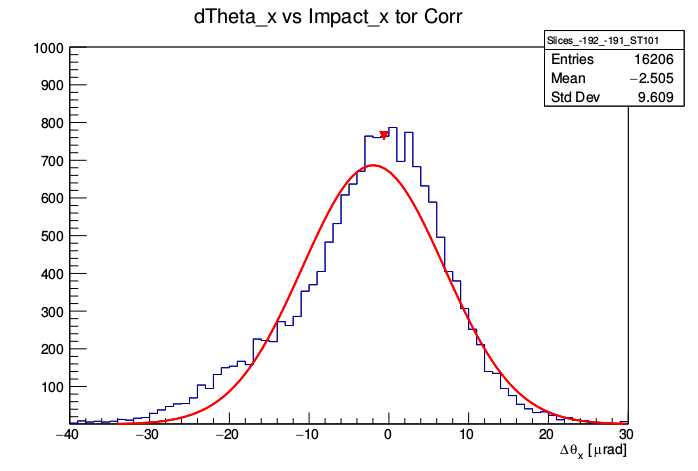 dTheta_x vs Impact_x tor Corr
Slices_-192_-191_ST101
Entries 16206
Mean −2.505
Std Dev 9.609
1000
900
800
700
600
500
400
300
200
100
−40 −30 −20 −10 0 10 20 30
Δθx [μrad]